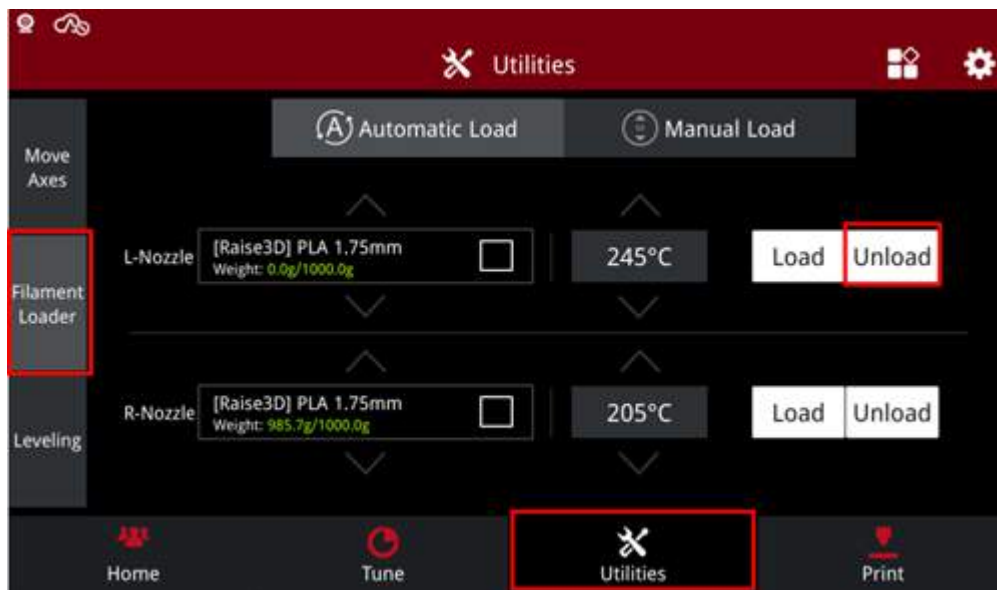 Utilities
Automatic Load
Manual Load
Move
Axes
L-Nozzle
[Raise3D] PLA 1.75mm
Weight: 0.0g/1000.0g
245°C
Load
Unload
Filament
Loader
R-Nozzle
[Raise3D] PLA 1.75mm
Weight: 985.7g/1000.0g
205°C
Load
Unload
Leveling
Home
Tune
Utilities
Print